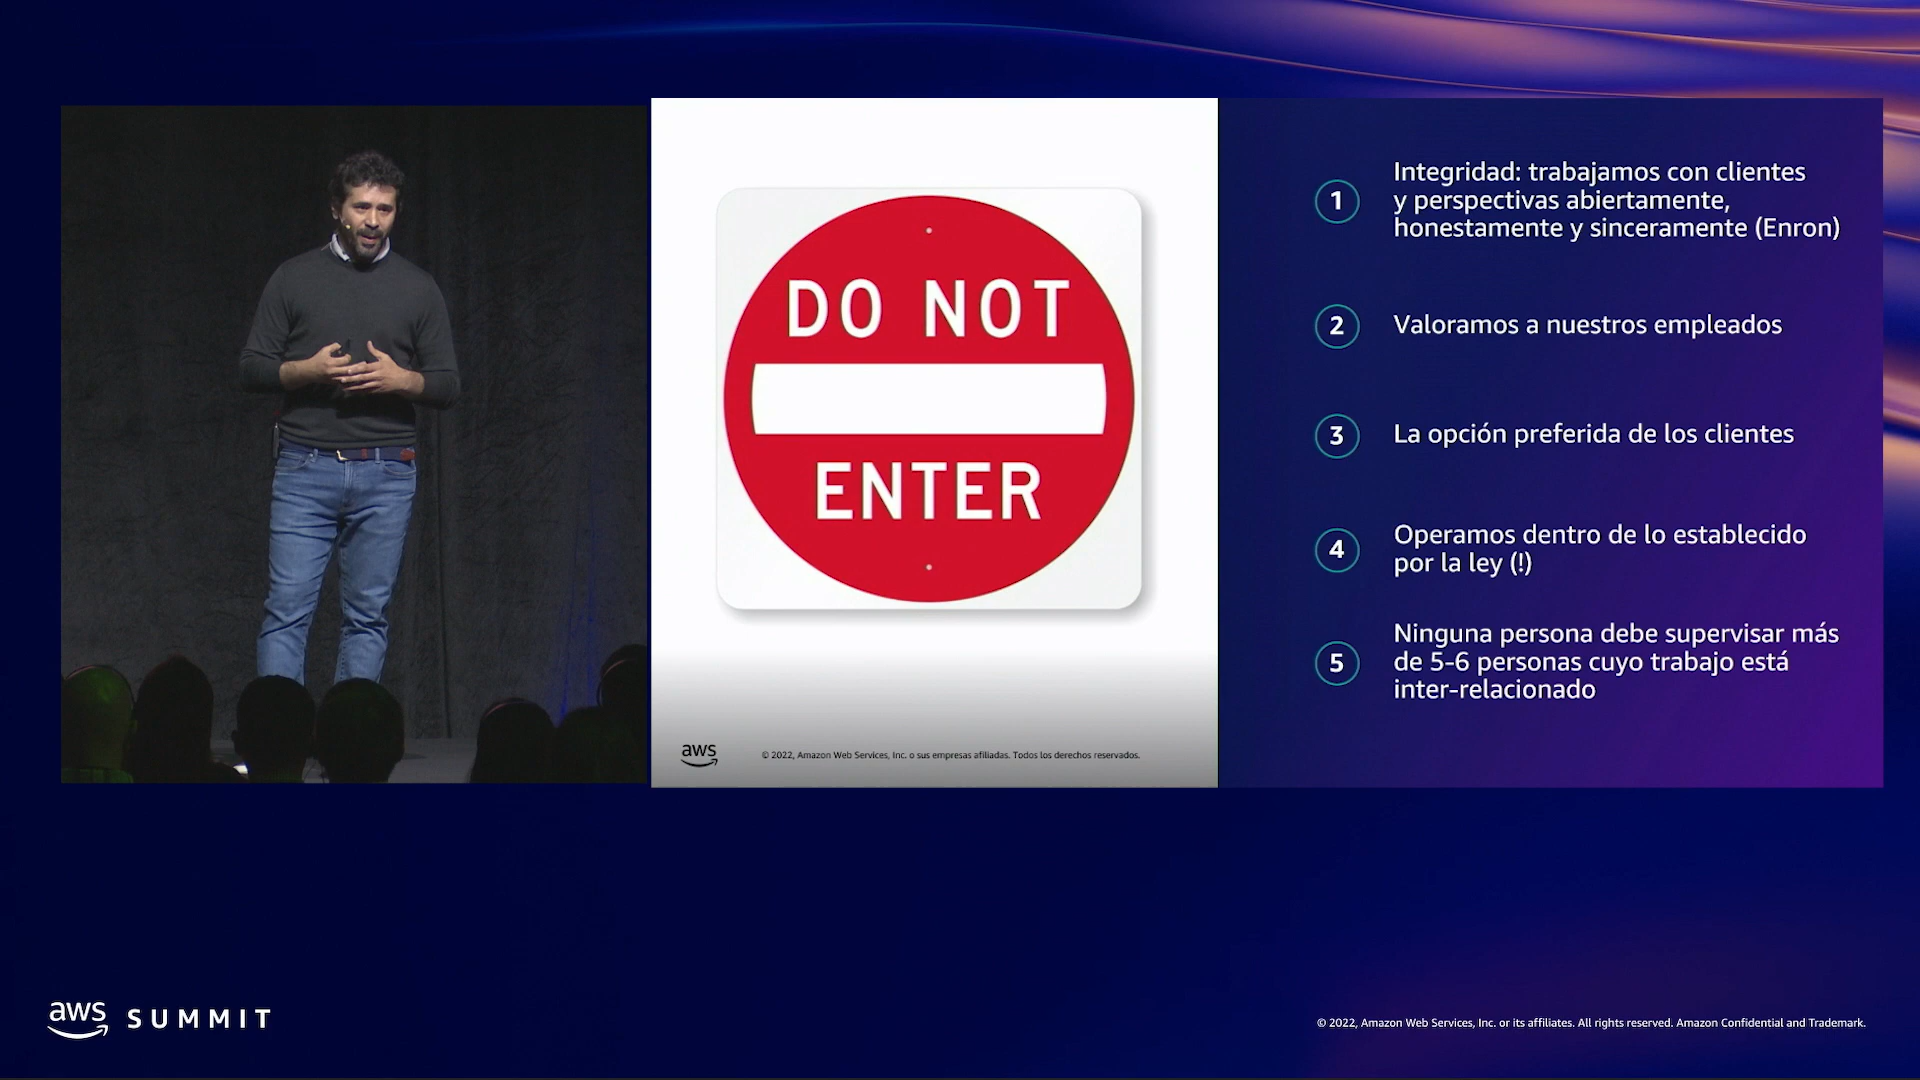 DO NOT
ENTER
aws
© 2022, Amazon Web Services, Inc. o sus empresas afiliadas. Todos los derechos reservados.
1
Integridad: trabajamos con clientes
y perspectivas abiertamente,
honestamente y sinceramente (Enron)
2
Valoramos a nuestros empleados
3
La opción preferida de los clientes
4
Operamos dentro de lo establecido
por la ley (!)
5
Ninguna persona debe supervisar más
de 5-6 personas cuyo trabajo está
inter-relacionado
aws SUMMIT
© 2022, Amazon Web Services, Inc. or its affiliates. All rights reserved. Amazon Confidential and Trademark.